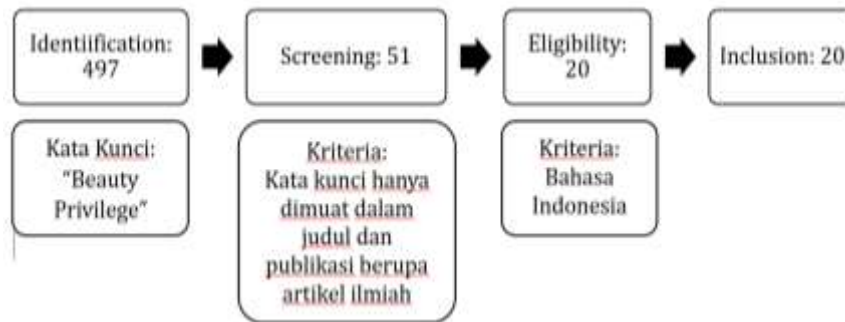 Identiification:
497
Screening: 51
Eligibility:
20
Inclusion: 20
Kata Kunci:
“Beauty
Privilege”
Kriteria:
Kata kunci hanya
dimuat dalam
judul dan
publikasi berupa
artikel ilmiah
Kriteria:
Bahasa
Indonesia